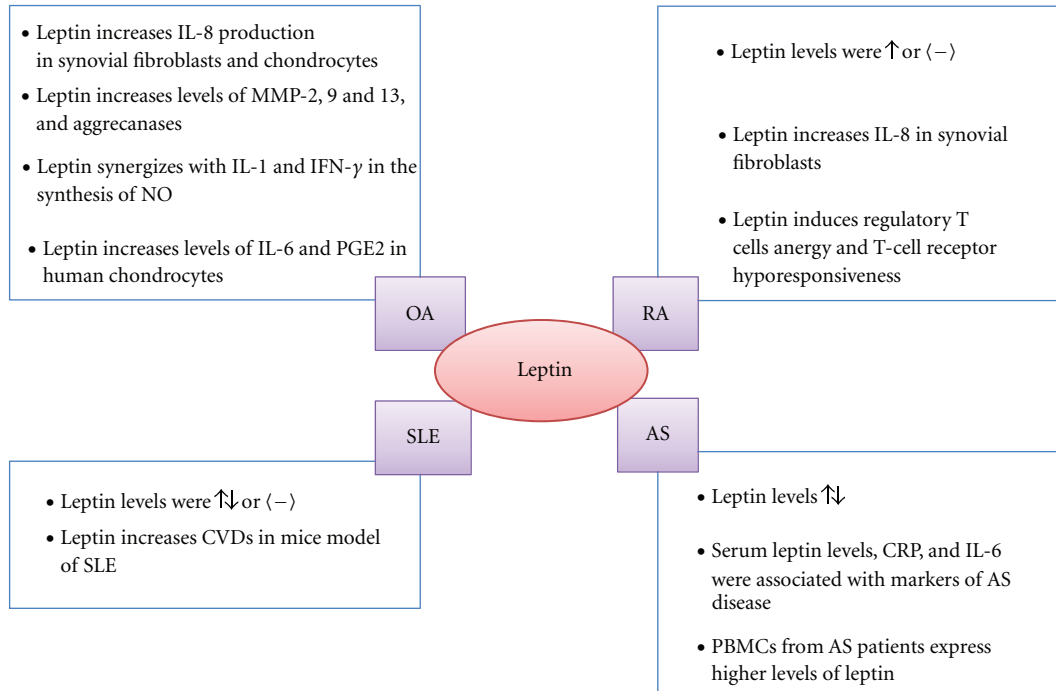 • Leptin increases IL-8 production
in synovial fibroblasts and chondrocytes
• Leptin increases levels of MMP-2, 9 and 13,
and aggrecanases
• Leptin synergizes with IL-1 and IFN-γ in the
synthesis of NO
• Leptin increases levels of IL-6 and PGE2 in
human chondrocytes
OA
• Leptin levels were ↑ or ⟨−⟩
• Leptin increases IL-8 in synovial
fibroblasts
• Leptin induces regulatory T
cells anergy and T-cell receptor
hyporesponsiveness
RA
Leptin
SLE
• Leptin levels were ↑↓ or ⟨−⟩
• Leptin increases CVDs in mice model
of SLE
AS
• Leptin levels ↑↓
• Serum leptin levels, CRP, and IL-6
were associated with markers of AS
disease
• PBMCs from AS patients express
higher levels of leptin